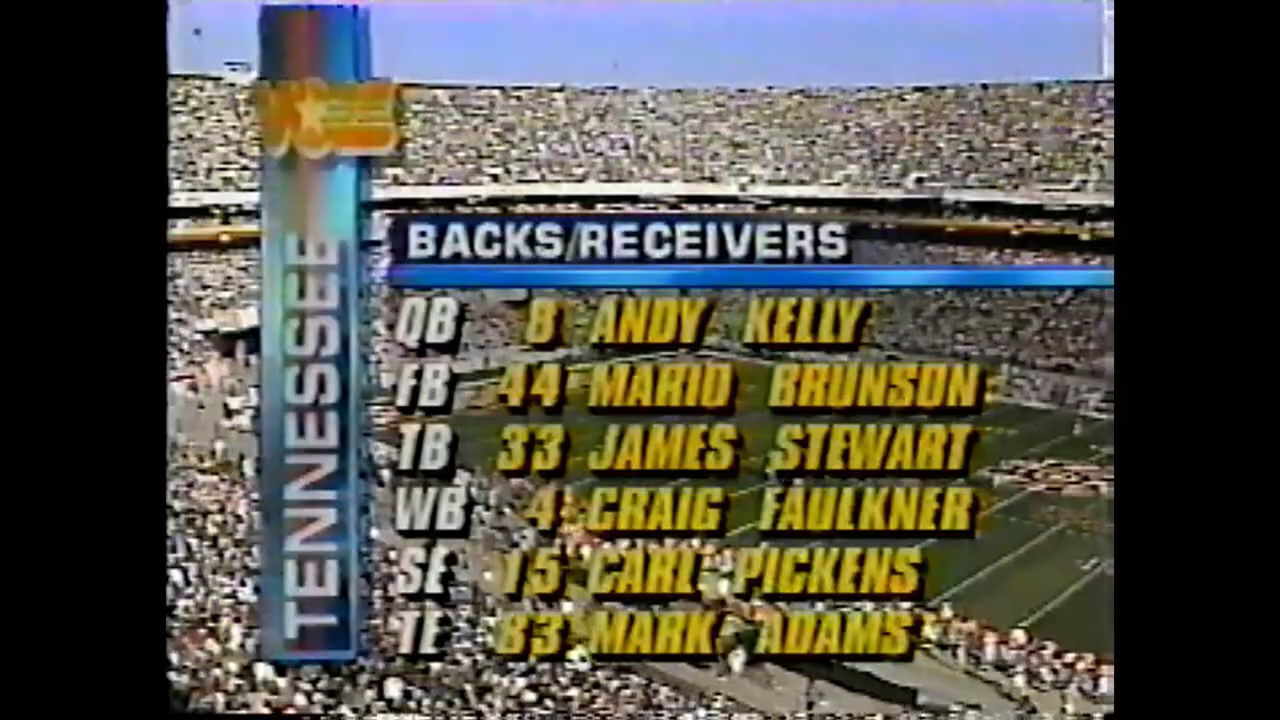 TENNESSEE
BACKS/RECEIVERS
QB 8 ANDY KELLY
FB 44 MARIO BRUNSON
TB 33 JAMES STEWART
WB 4 CRAIG FAULKNER
SE 15 CARL PICKENS
TE 83 MARK ADAMS